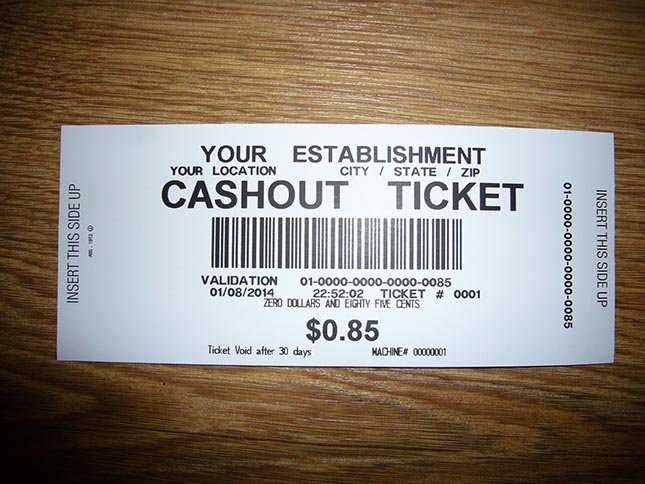 YOUR ESTABLISHMENT
YOUR LOCATION CITY / STATE / ZIP
CASHOUT TICKET
VALIDATION 01-0000-0000-0000-0085
01/08/2014 22:52:02 TICKET # 0001
ZERO DOLLARS AND EIGHTY FIVE CENTS
$0.85
Ticket Void after 30 days MACHINE# 00000001
INSERT THIS SIDE UP
01-0000-0000-0000-0085
INSERT THIS SIDE UP